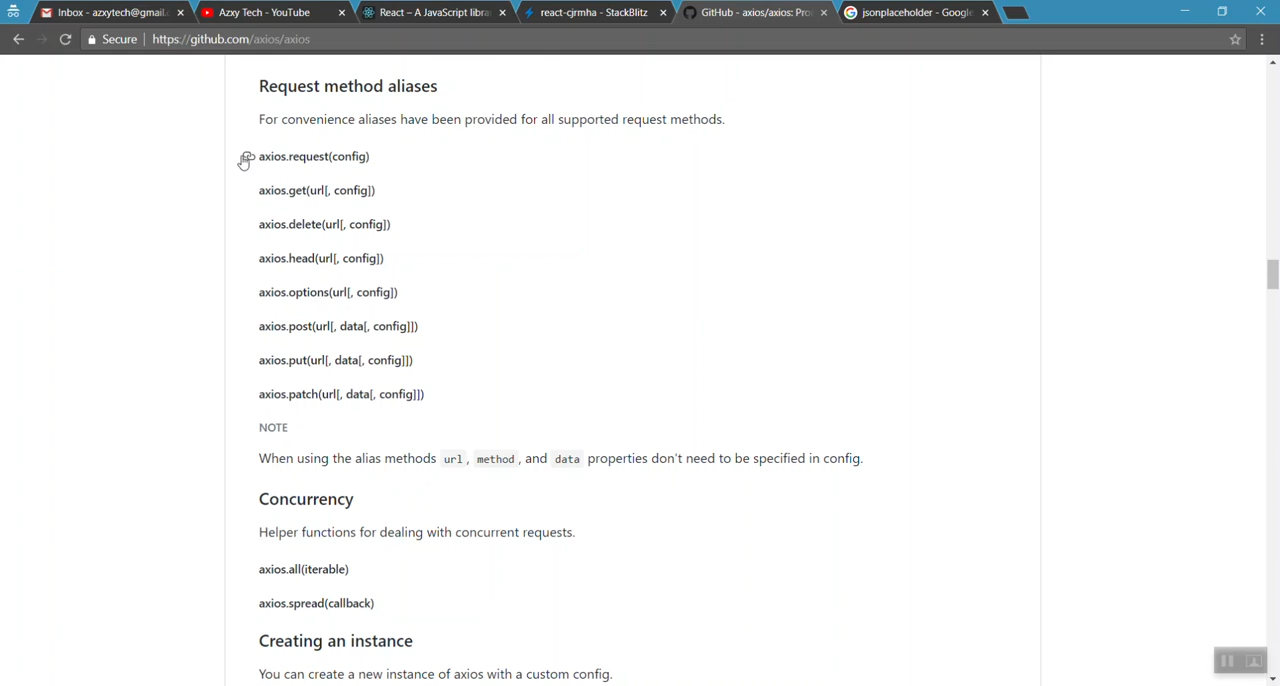 Inbox - azxytech@gmail.
Azxy Tech - YouTube
React – A JavaScript libra
react-cjrmha - StackBlitz
GitHub - axios/axios: Pro
jsonplaceholder - Google
Secure
https://github.com/axios/axios
Request method aliases
For convenience aliases have been provided for all supported request methods.
axios.request(config)
axios.get(url[, config])
axios.delete(url[, config])
axios.head(url[, config])
axios.options(url[, config])
axios.post(url[, data[, config]])
axios.put(url[, data[, config]])
axios.patch(url[, data[, config]])
NOTE
When using the alias methods url, method, and data properties don't need to be specified in config.
Concurrency
Helper functions for dealing with concurrent requests.
axios.all(iterable)
axios.spread(callback)
Creating an instance
You can create a new instance of axios with a custom config.